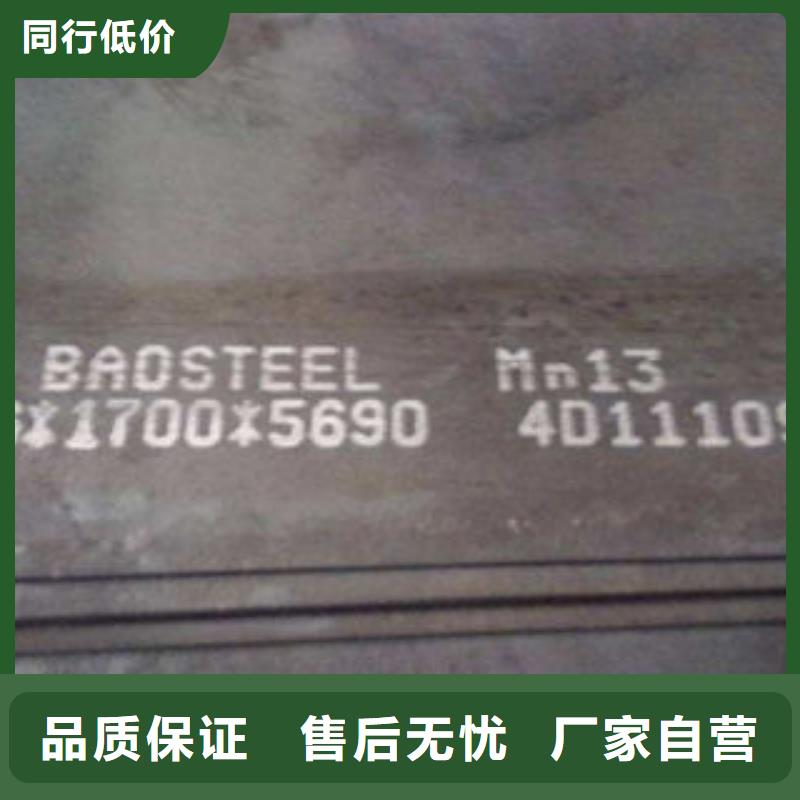 同行低价
BAOSTEEL Mn13
*1700*5690 4D11109
品质保证 售后无忧 厂家自营